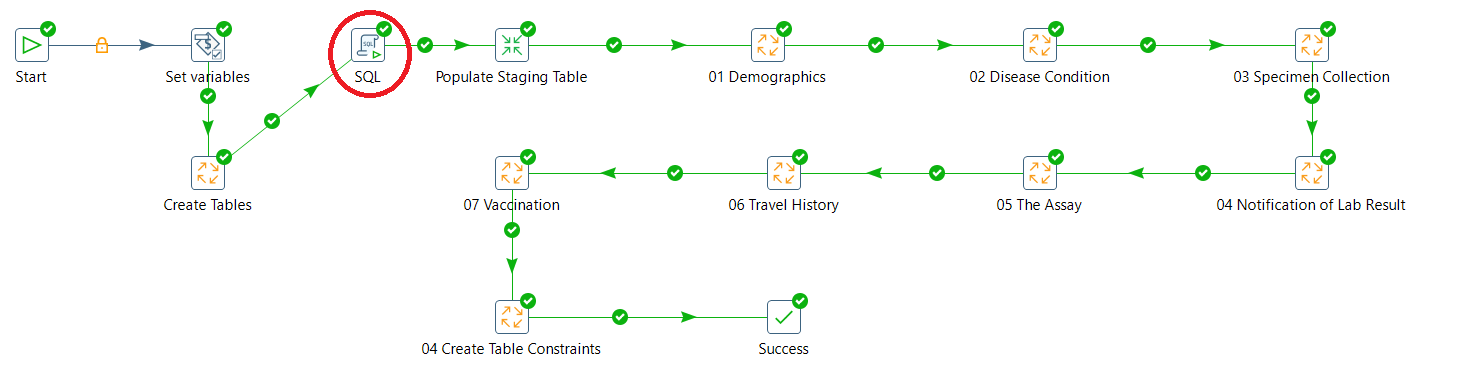 Start
Set variables
SQL
SQL
Populate Staging Table
01 Demographics
02 Disease Condition
03 Specimen Collection
Create Tables
07 Vaccination
06 Travel History
05 The Assay
04 Notification of Lab Result
04 Create Table Constraints
Success